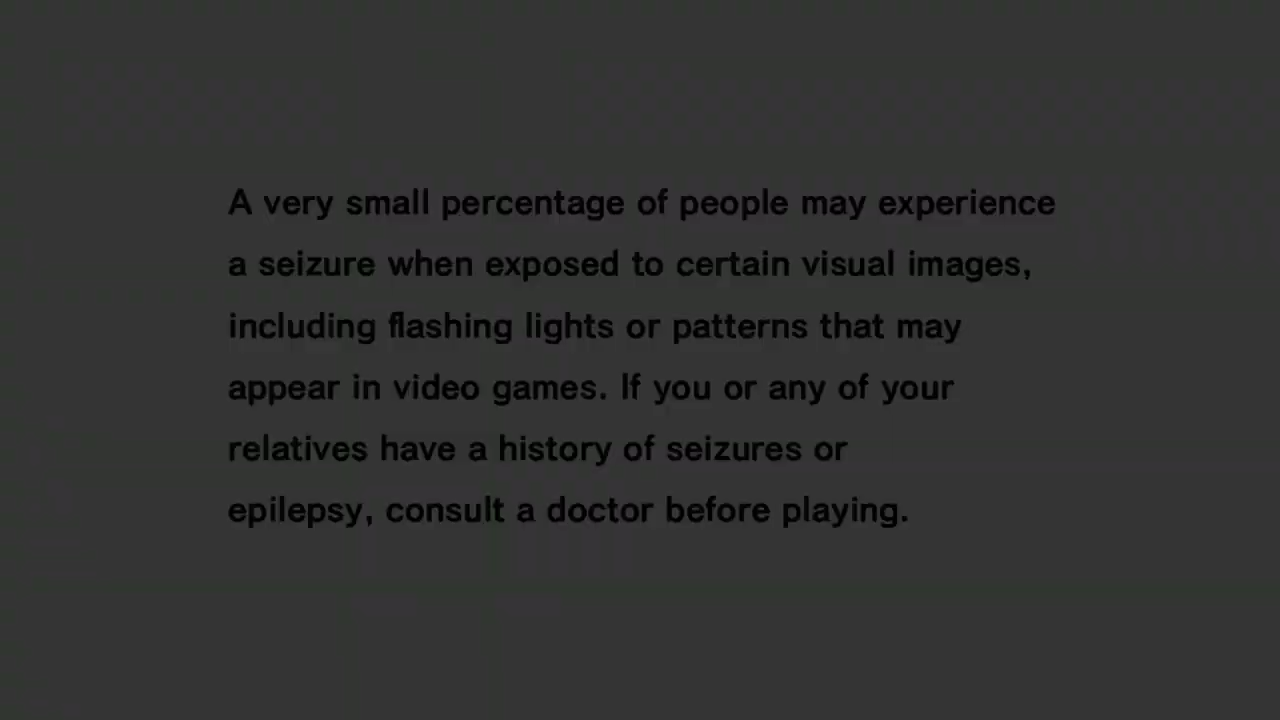 A very small percentage of people may experience
a seizure when exposed to certain visual images,
including flashing lights or patterns that may
appear in video games. If you or any of your
relatives have a history of seizures or
epilepsy, consult a doctor before playing.